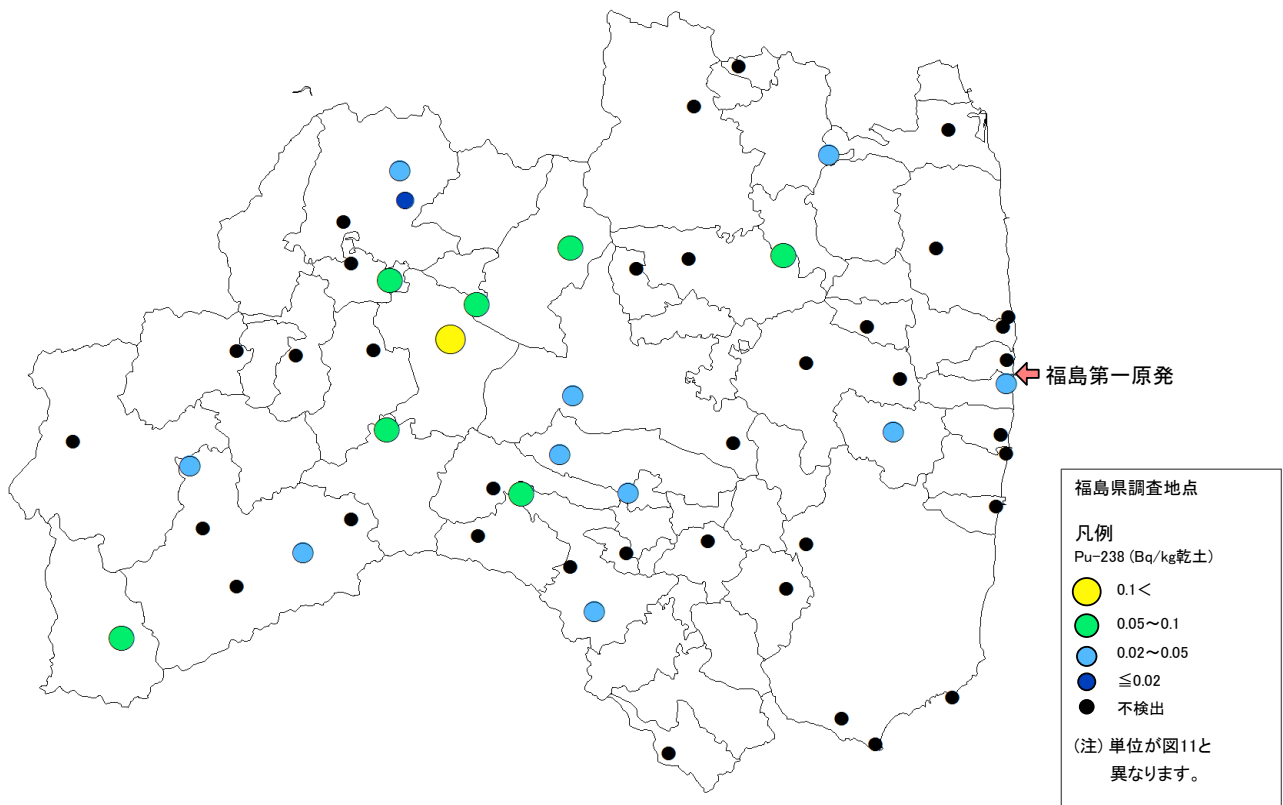 福島第一原発
福島県調査地点
凡例
Pu-238 (Bq/kg乾土)
0.1<
0.05～0.1
0.02～0.05
≦0.02
不検出
(注) 単位が図11と
異なります。